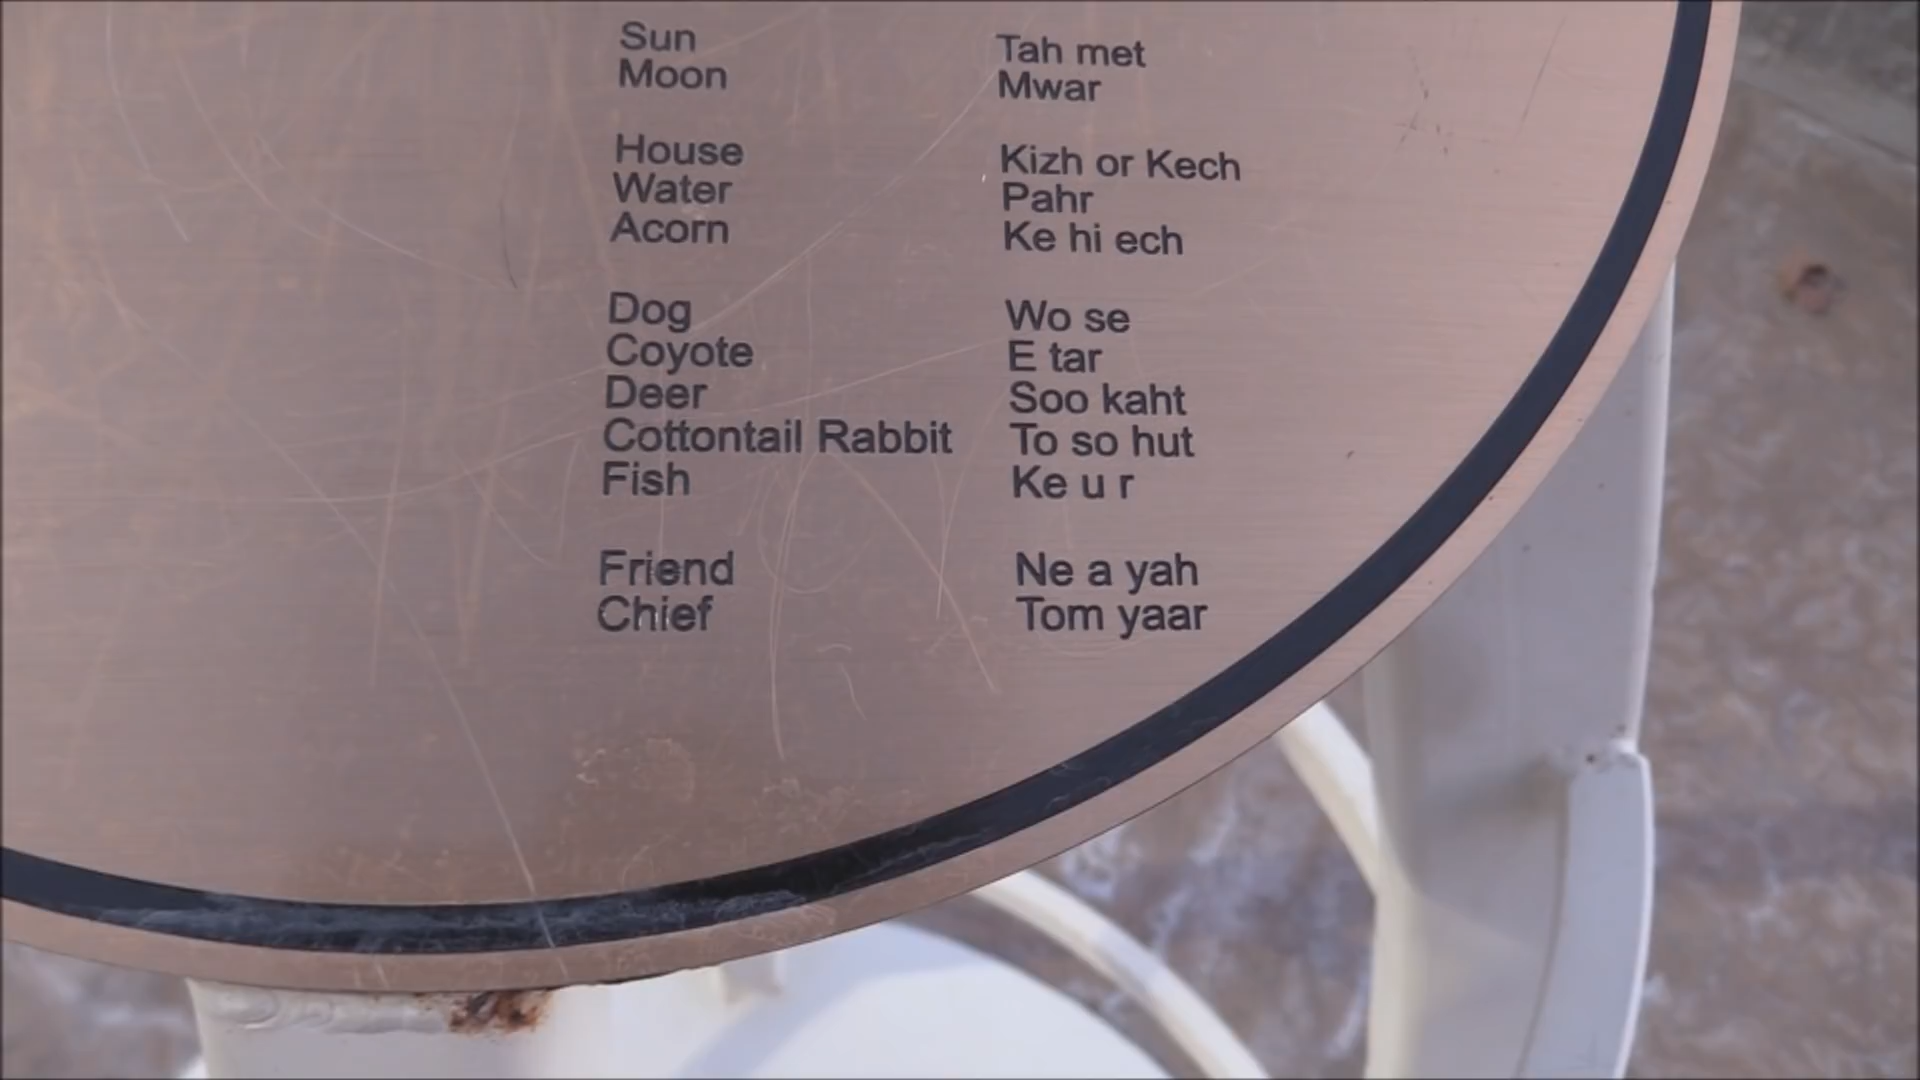 Sun Tah met
Moon Mwar
House Kizh or Kech
Water Pahr
Acorn Ke hi ech
Dog Wo se
Coyote E tar
Deer Soo kaht
Cottontail Rabbit To so hut
Fish Ke u r
Friend Ne a yah
Chief Tom yaar